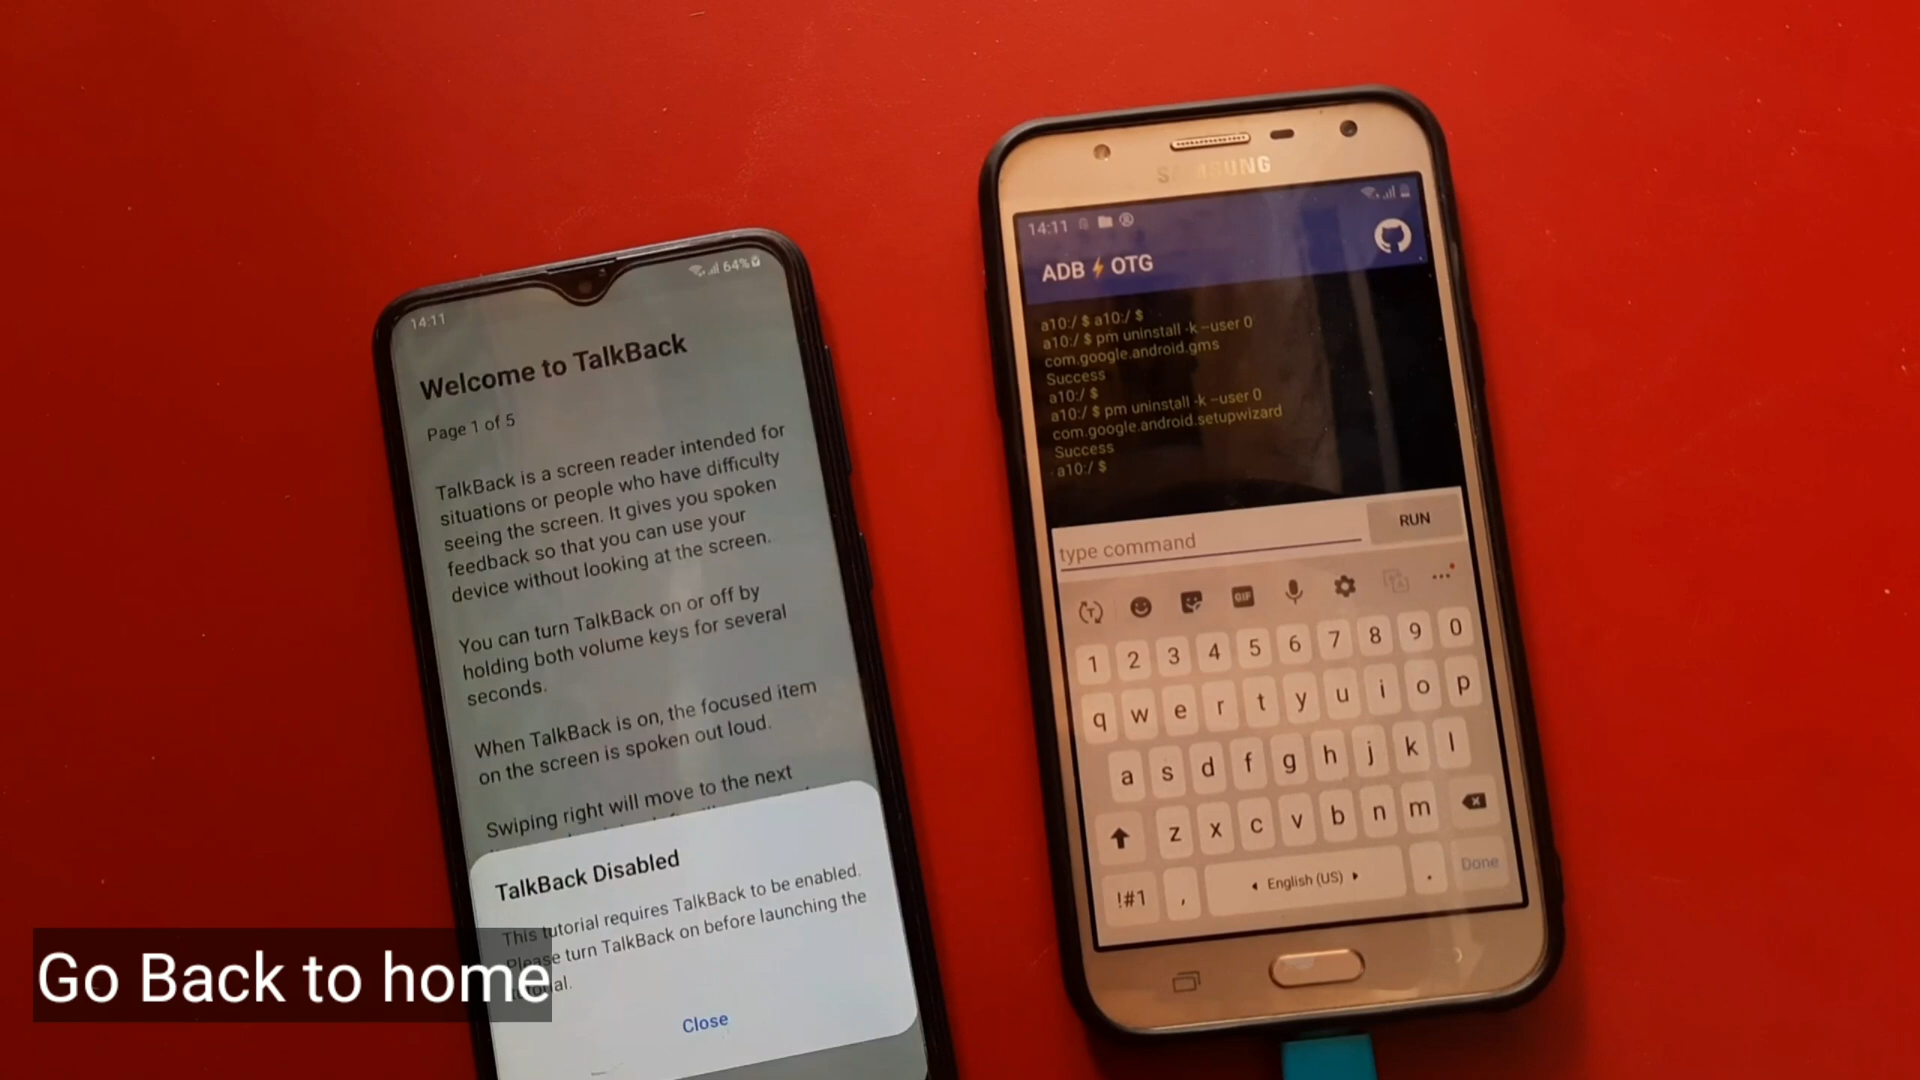 14:11
64%
Welcome to TalkBack
Page 1 of 5
TalkBack is a screen reader intended for
situations or people who have difficulty
seeing the screen. It gives you spoken
feedback so that you can use your
device without looking at the screen.
You can turn TalkBack on or off by
holding both volume keys for several
seconds.
When TalkBack is on, the focused item
on the screen is spoken out loud.
Swiping right will move to the next
TalkBack Disabled
This tutorial requires TalkBack to be enabled.
Please turn TalkBack on before launching the
tutorial.
Close
Go Back to home
SAMSUNG
14:11
ADB⚡OTG
a10:/ $ a10:/ $
a10:/ $ pm uninstall -k --user 0
com.google.android.gms
Success
a10:/ $
a10:/ $ pm uninstall -k --user 0
com.google.android.setupwizard
Success
a10:/ $
type command
RUN
GIF
1 2 3 4 5 6 7 8 9 0
q w e r t y u i o p
a s d f g h j k l
z x c v b n m
!#1 , English (US) . Done